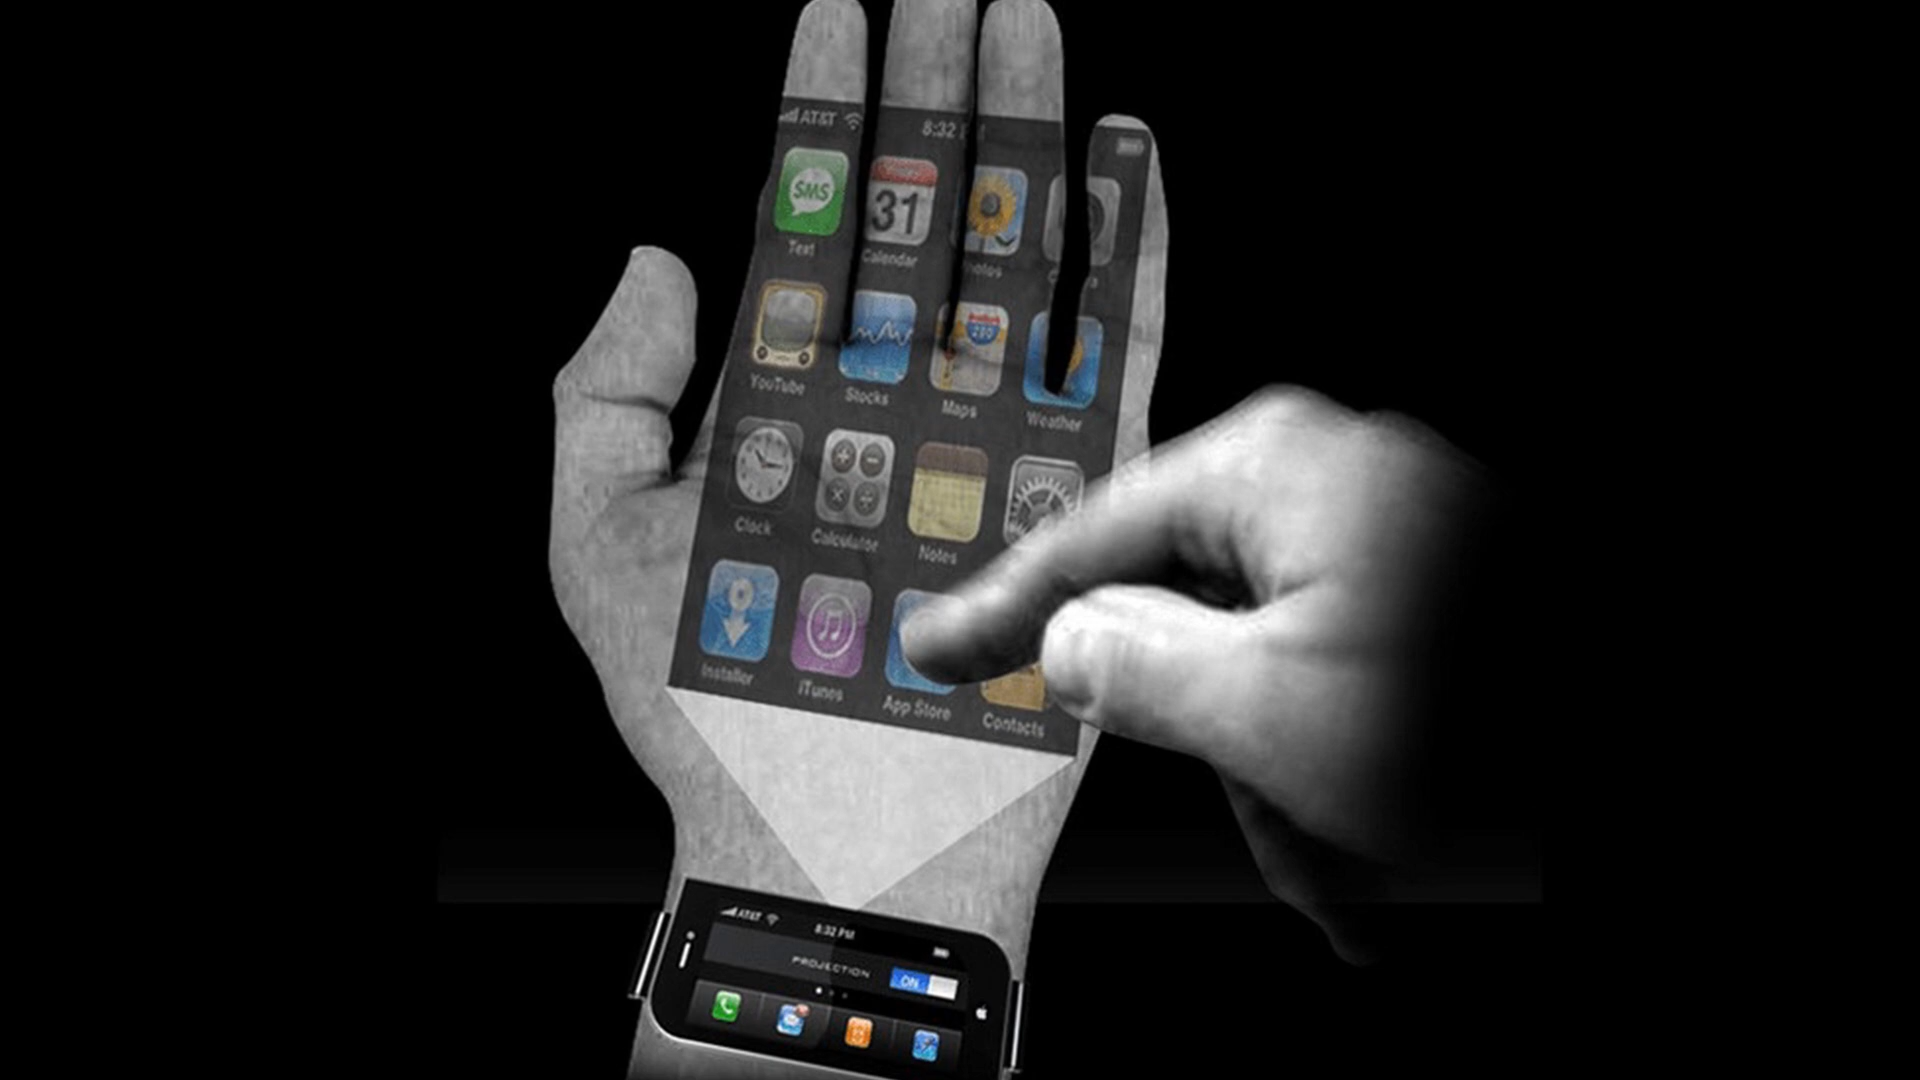 AT&T 8:32
SMS 31
Text Calendar
280
YouTube Stocks Maps Weather
Clock Calculator Notes
Installer iTunes App Store Contacts
AT&T 8:32 PM
PROJECTION ON